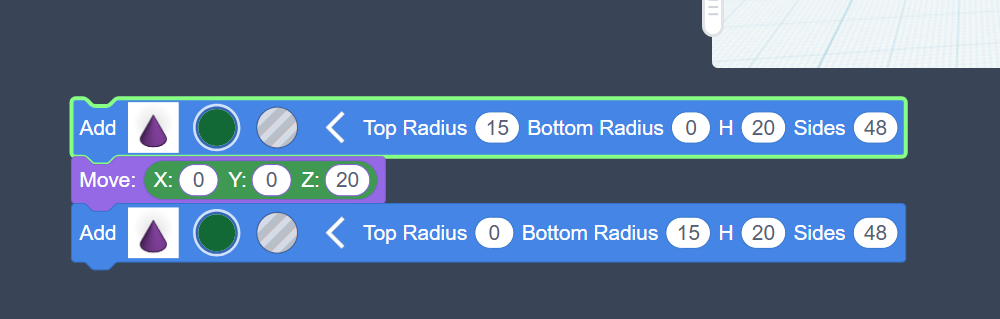 Add Top Radius 15 Bottom Radius 0 H 20 Sides 48
Move: X: 0 Y: 0 Z: 20
Add Top Radius 0 Bottom Radius 15 H 20 Sides 48